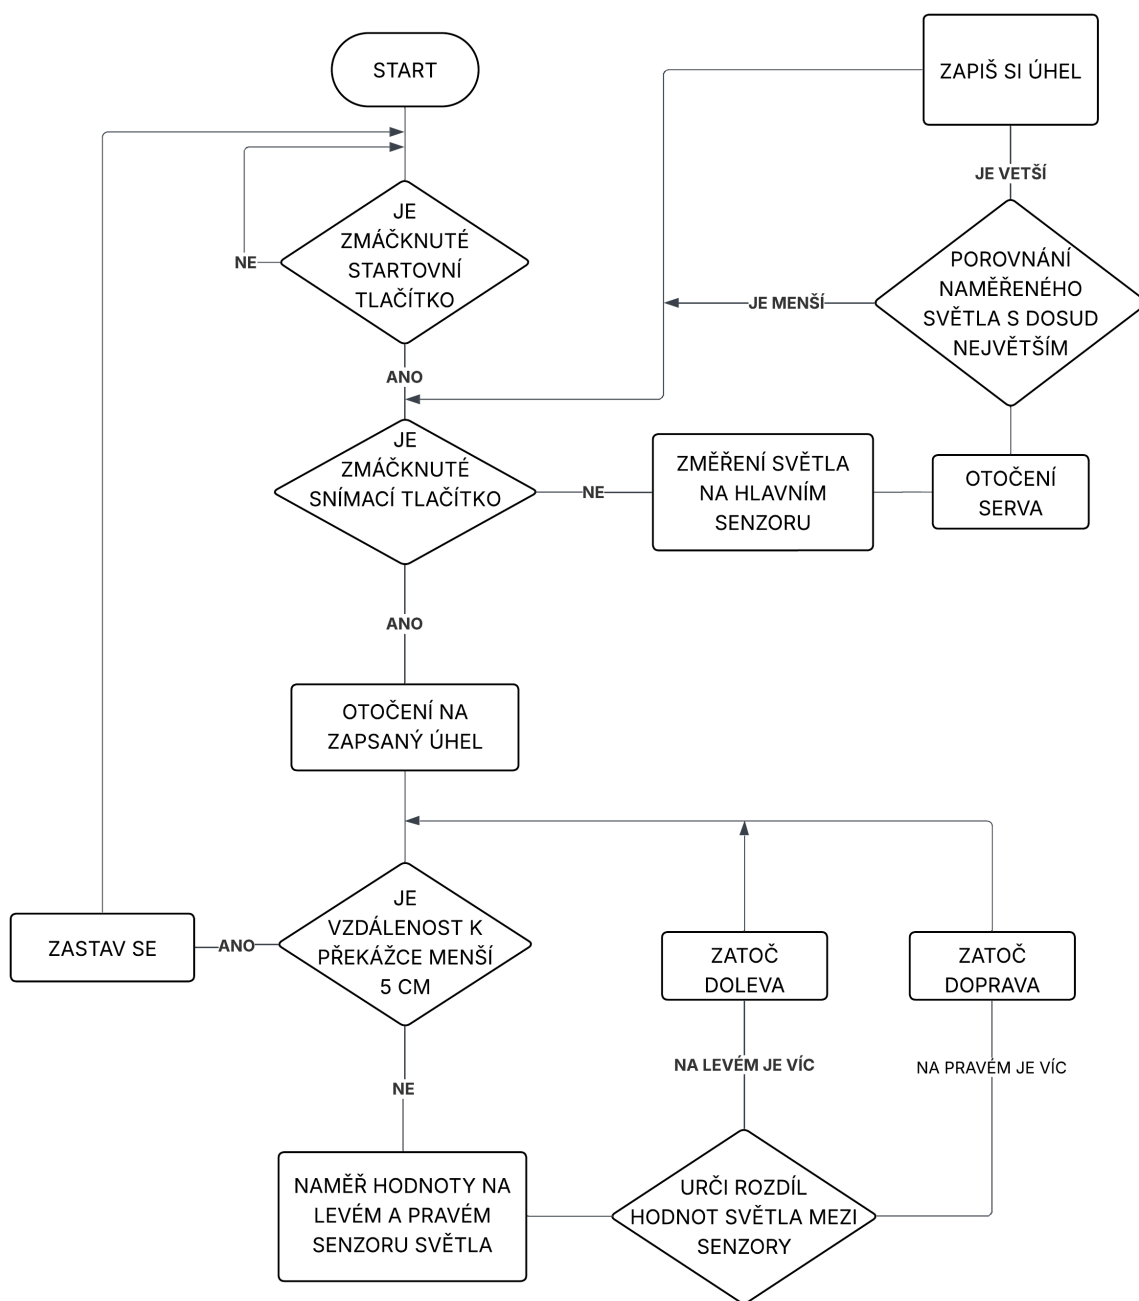 START
ZAPIŠ SI ÚHEL
JE VETŠÍ
JE
ZMÁČKNUTÉ
STARTOVNÍ
TLAČÍTKO
NE
POROVNÁNÍ
NAMĚŘENÉHO
SVĚTLA S DOSUD
NEJVĚTŠÍM
JE MENŠÍ
ANO
JE
ZMÁČKNUTÉ
SNÍMACÍ TLAČÍTKO
NE
ZMĚŘENÍ SVĚTLA
NA HLAVNÍM
SENZORU
OTOČENÍ
SERVA
ANO
OTOČENÍ NA
ZAPSANÝ ÚHEL
JE
VZDÁLENOST K
PŘEKÁŽCE MENŠÍ
5 CM
ANO
ZASTAV SE
ZATOČ
DOLEVA
ZATOČ
DOPRAVA
NA LEVÉM JE VÍC
NA PRAVÉM JE VÍC
NE
NAMĚŘ HODNOTY NA
LEVÉM A PRAVÉM
SENZORU SVĚTLA
URČI ROZDÍL
HODNOT SVĚTLA MEZI
SENZORY